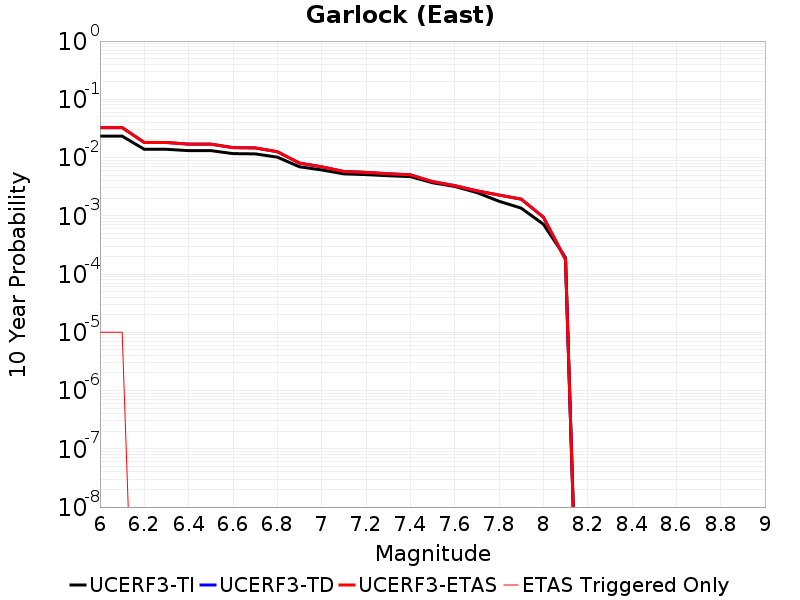 Garlock (East)
10 Year Probability
10^0
10^-1
10^-2
10^-3
10^-4
10^-5
10^-6
10^-7
10^-8
6 6.2 6.4 6.6 6.8 7 7.2 7.4 7.6 7.8 8 8.2 8.4 8.6 8.8 9
Magnitude
UCERF3-TI UCERF3-TD UCERF3-ETAS ETAS Triggered Only